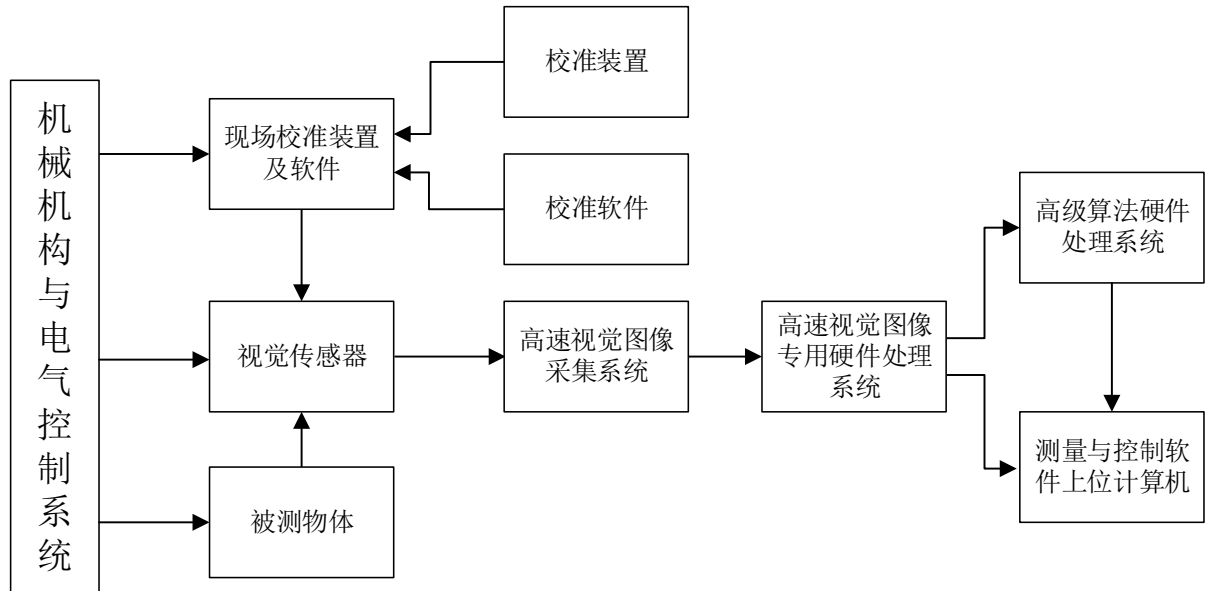 机械机构与电气控制系统
校准装置
现场校准装置
及软件
校准软件
高级算法硬件
处理系统
视觉传感器
高速视觉图像
采集系统
高速视觉图像
专用硬件处理
系统
测量与控制软
件上位计算机
被测物体